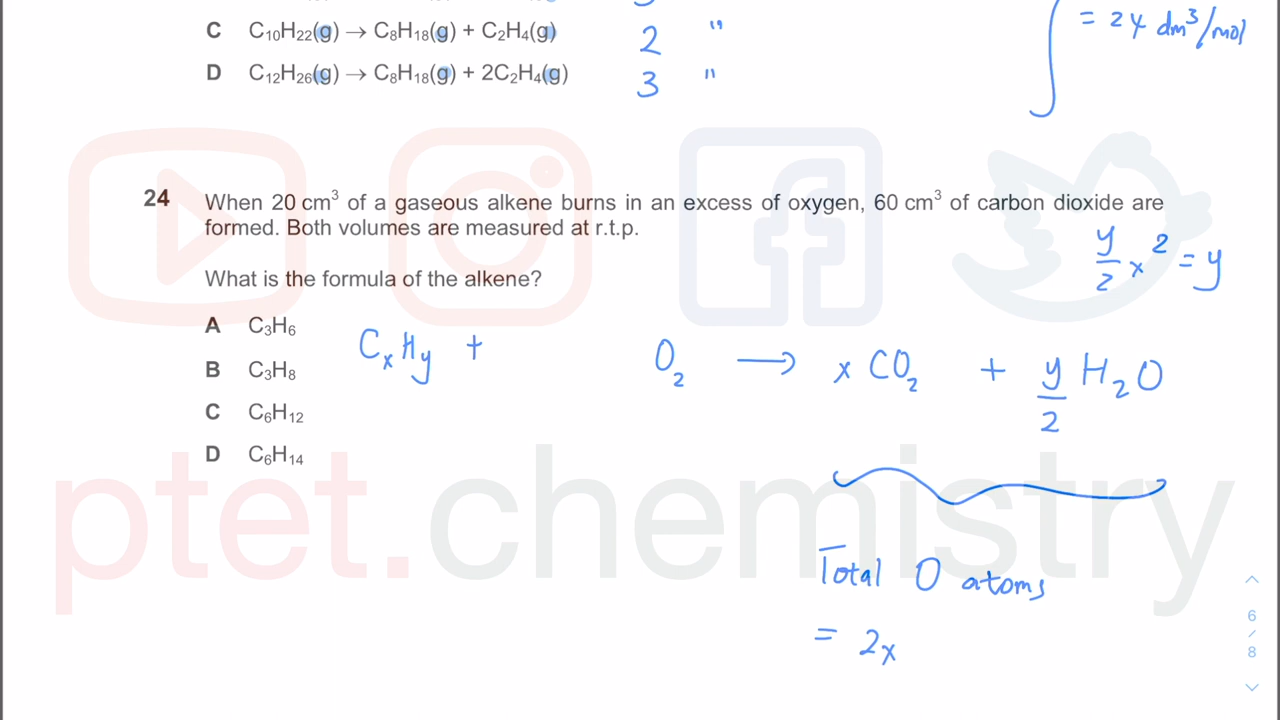 C C₁₀H₂₂(g) → C₈H₁₈(g) + C₂H₄(g) 2 "
= 24 dm³/mol
D C₁₂H₂₆(g) → C₈H₁₈(g) + 2C₂H₄(g) 3 "
24 When 20 cm³ of a gaseous alkene burns in an excess of oxygen, 60 cm³ of carbon dioxide are
formed. Both volumes are measured at r.t.p.
y/2 x 2 = y
What is the formula of the alkene?
A C₃H₆
B C₃H₈
C C₆H₁₂
D C₆H₁₄
CₓHy + O₂ → x CO₂ + y/2 H₂O
ptet.chemistry
Total O atoms
= 2x
6
/
8